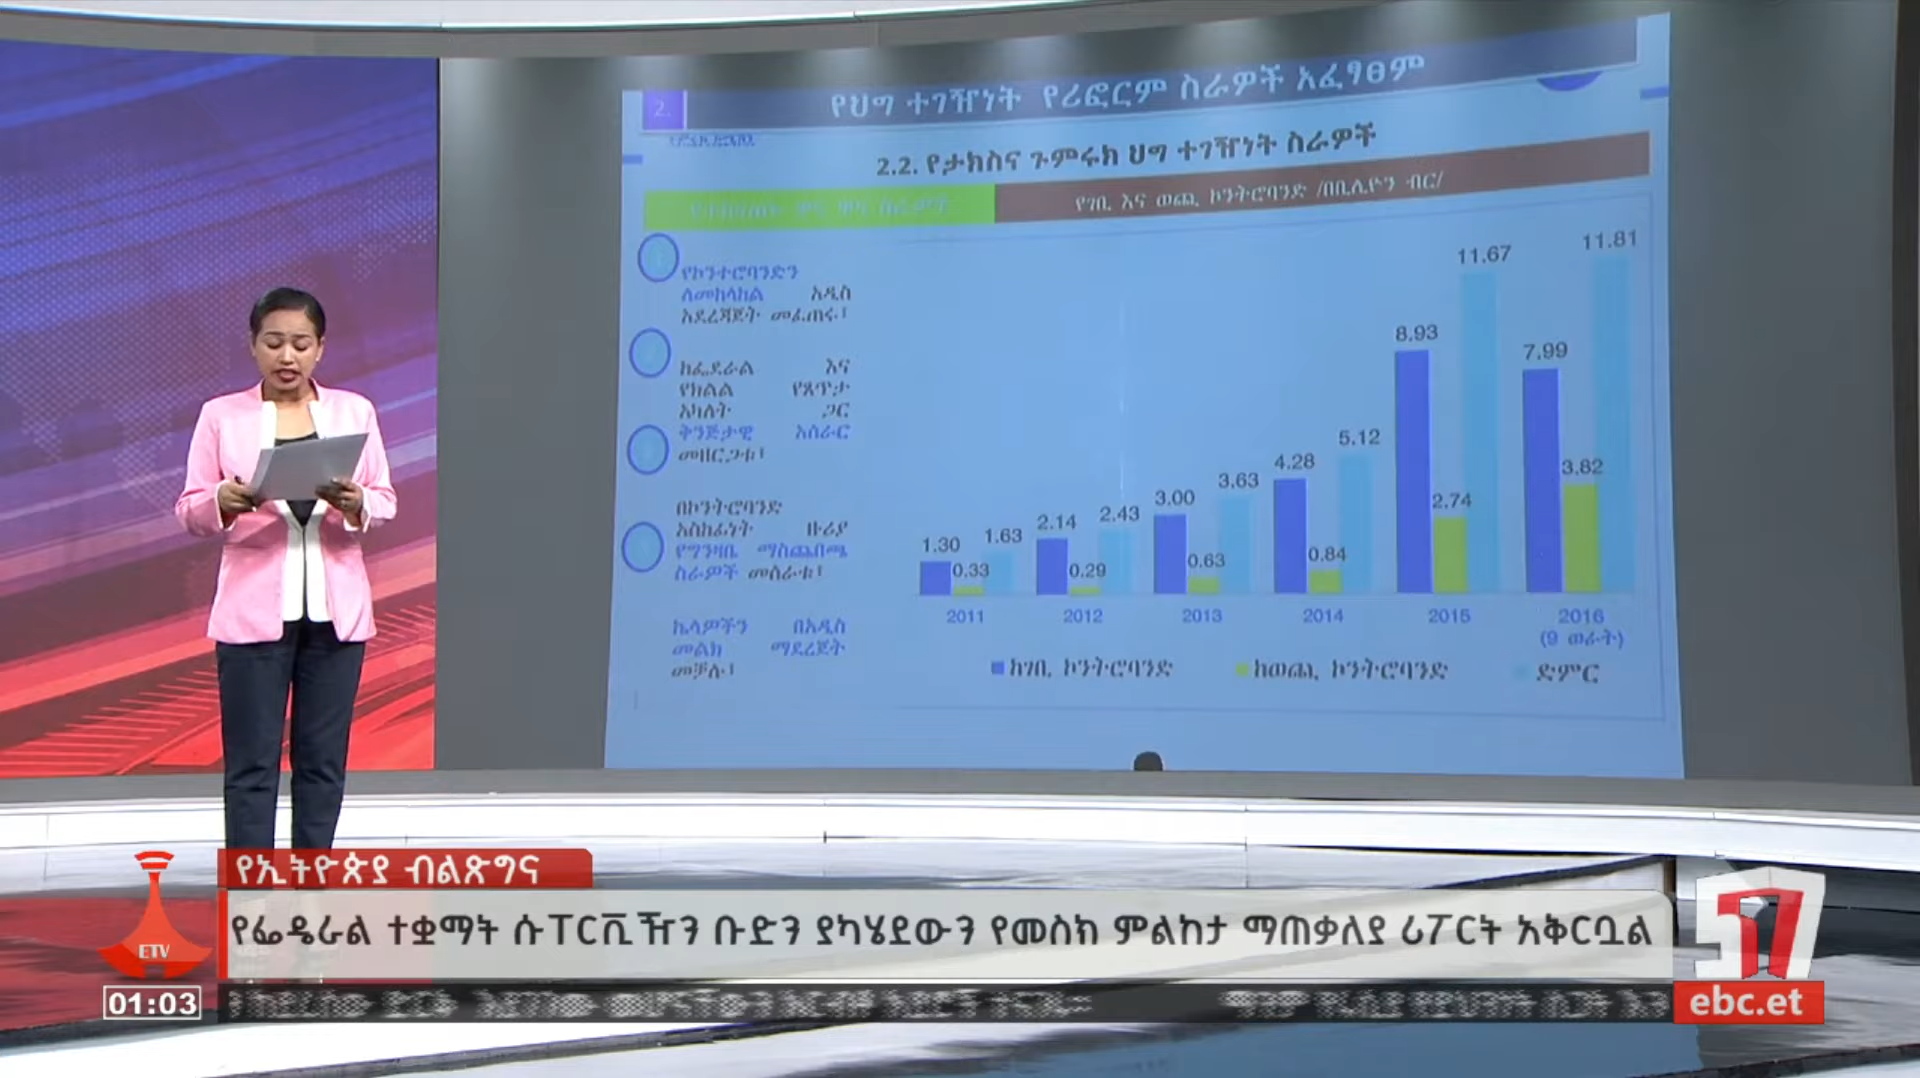 2.
የህግ ተገዥነት የሪፎርም ስራዎች አፈፃፀም
2.2. የታክስና ጉምሩክ ህግ ተገዥነት ስራዎች
የገቢ እና ወጪ ኮንትሮባንድ /በቢሊዮን ብር/
የኮንተሮባንድን
ለመከላከል አዲስ
አደረጃጀት መፈጠሩ፤
ከፌደራል እና
የክልል የጸጥታ
አካለት ጋር
ቅንጅታዊ አሰራር
መዘርጋቱ፤
በኮንትሮባንድ
አስከፊነት ዙሪያ
የግንዛቤ ማስጨበጫ
ስራዎች መሰራቱ፤
ኬላዎችን በአዲስ
መልክ ማደረጀት
መቻሉ፤
11.67 11.81
8.93 7.99
5.12
4.28 3.82
3.00 3.63
2.74
2.14 2.43
1.30 1.63
0.33 0.29 0.63 0.84
2011 2012 2013 2014 2015 2016
(9 ወራት)
ከገቢ ኮንትሮባንድ ከወጪ ኮንትሮባንድ ድምር
የኢትዮጵያ ብልጽግና
የፌዴራል ተቋማት ሱፐርቪዥን ቡድን ያካሄደውን የመስክ ምልከታ ማጠቃለያ ሪፖርት አቅርቧል
ETV
01:03
57
ebc.et